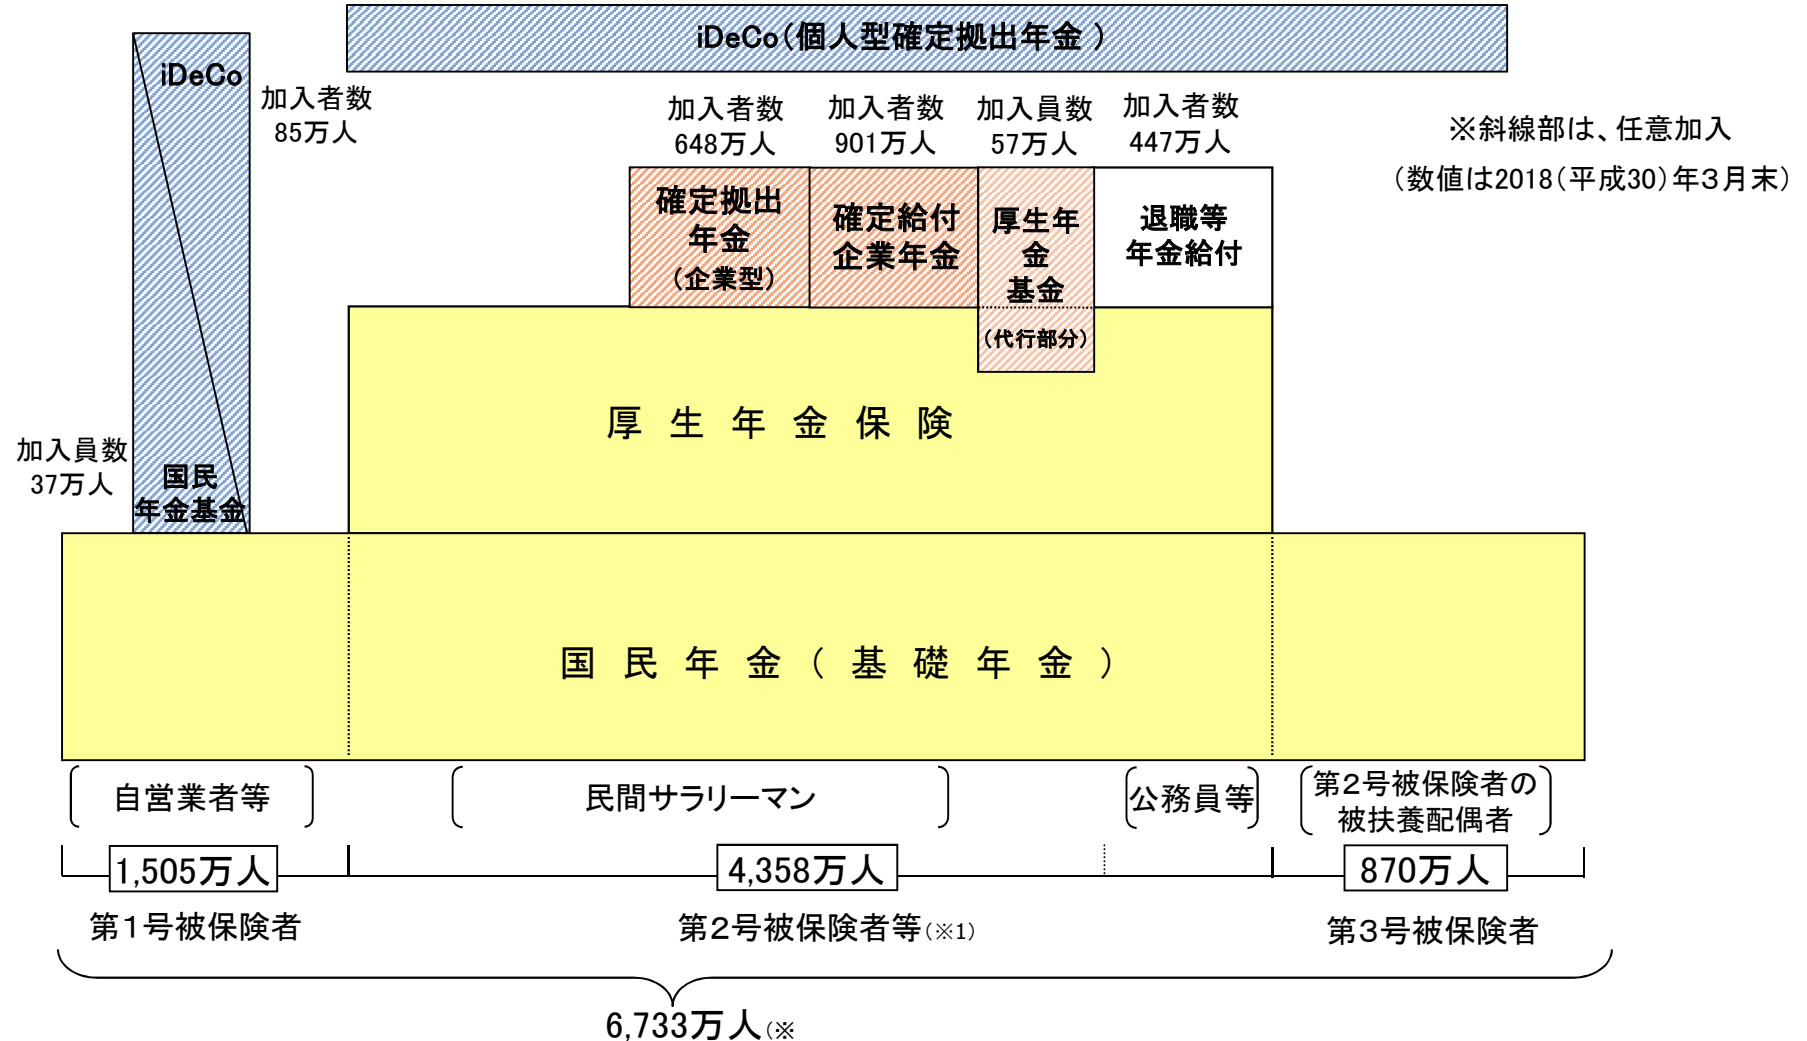 iDeCo(個人型確定拠出年金 )
iDeCo
加入者数
85万人
加入者数
648万人
加入者数
901万人
加入員数
57万人
加入者数
447万人
※斜線部は、任意加入
(数値は2018(平成30)年3月末)
確定拠出
年金
(企業型)
確定給付
企業年金
厚生年
金
基金
(代行部分)
退職等
年金給付
厚生年金保険
加入員数
37万人
国民
年金基金
国民年金(基礎年金)
自営業者等
民間サラリーマン
公務員等
第2号被保険者の
被扶養配偶者
1,505万人
4,358万人
870万人
第1号被保険者
第2号被保険者等(※1)
第3号被保険者
6,733万人(※